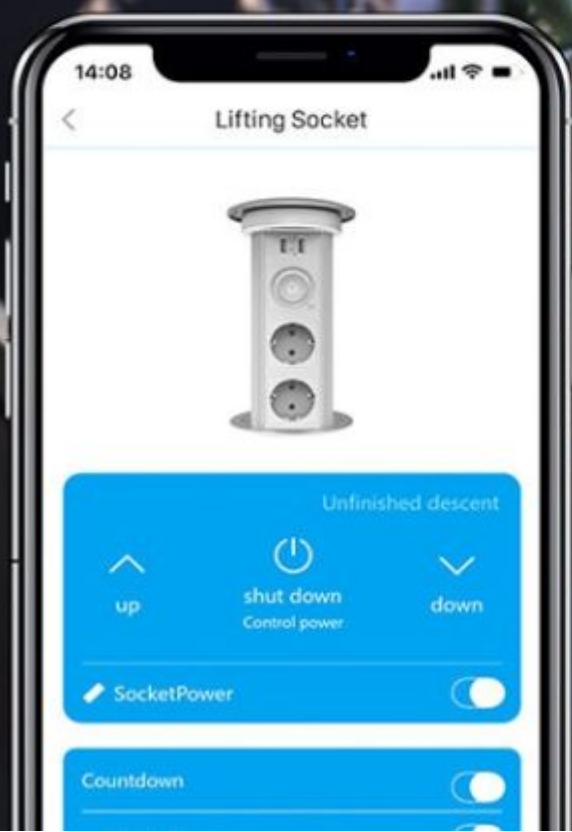 14:08
Lifting Socket
Unfinished descent
up
shut down
down
Control power
SocketPower
Countdown